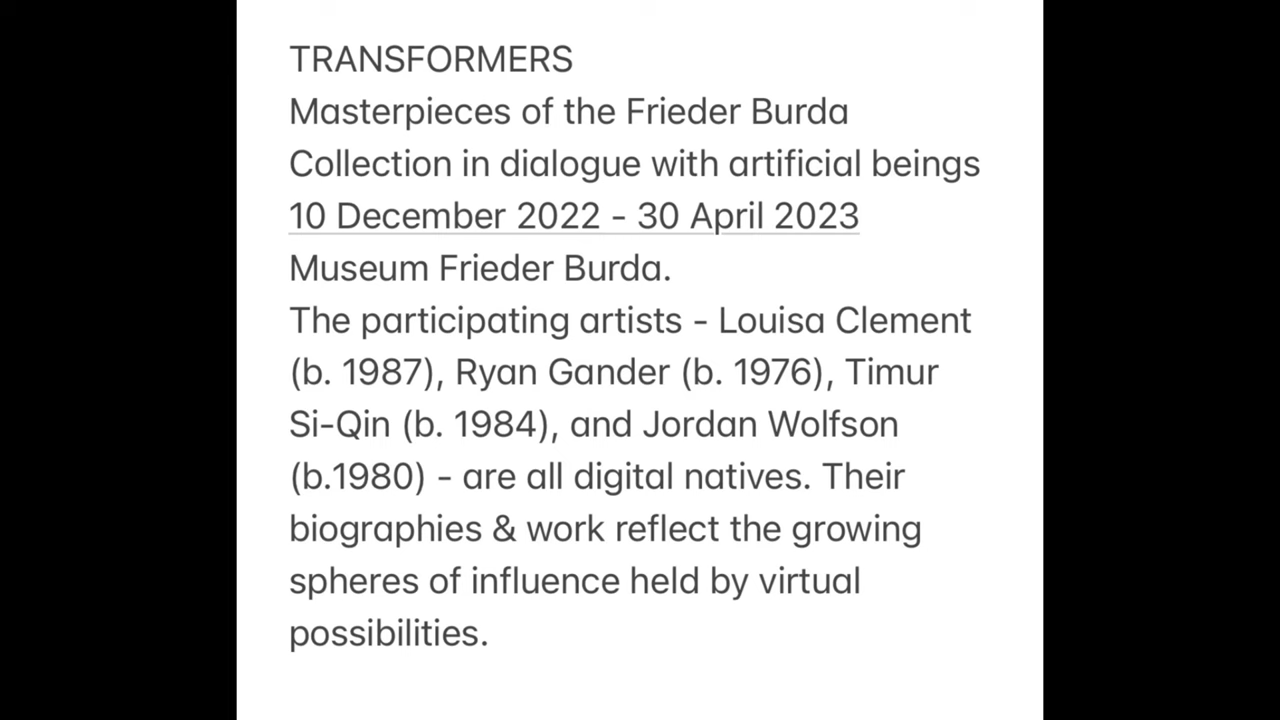 TRANSFORMERS
Masterpieces of the Frieder Burda
Collection in dialogue with artificial beings
10 December 2022 - 30 April 2023
Museum Frieder Burda.
The participating artists - Louisa Clement
(b. 1987), Ryan Gander (b. 1976), Timur
Si-Qin (b. 1984), and Jordan Wolfson
(b.1980) - are all digital natives. Their
biographies & work reflect the growing
spheres of influence held by virtual
possibilities.